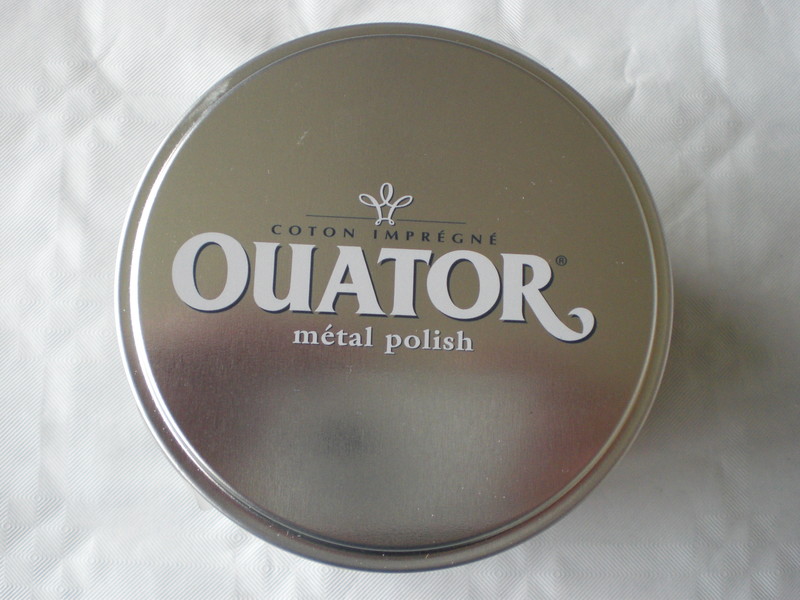 COTON IMPRÉGNÉ
OUATOR®
métal polish